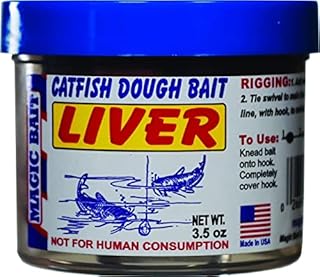 CATFISH DOUGH BAIT
LIVER
MAGIC BAIT
NET WT.
3.5 oz
NOT FOR HUMAN CONSUMPTION
RIGGING:
2. Tie swivel to
line, with hook, to
To Use:
Knead bait
onto hook.
Completely
cover hook.
Made in USA